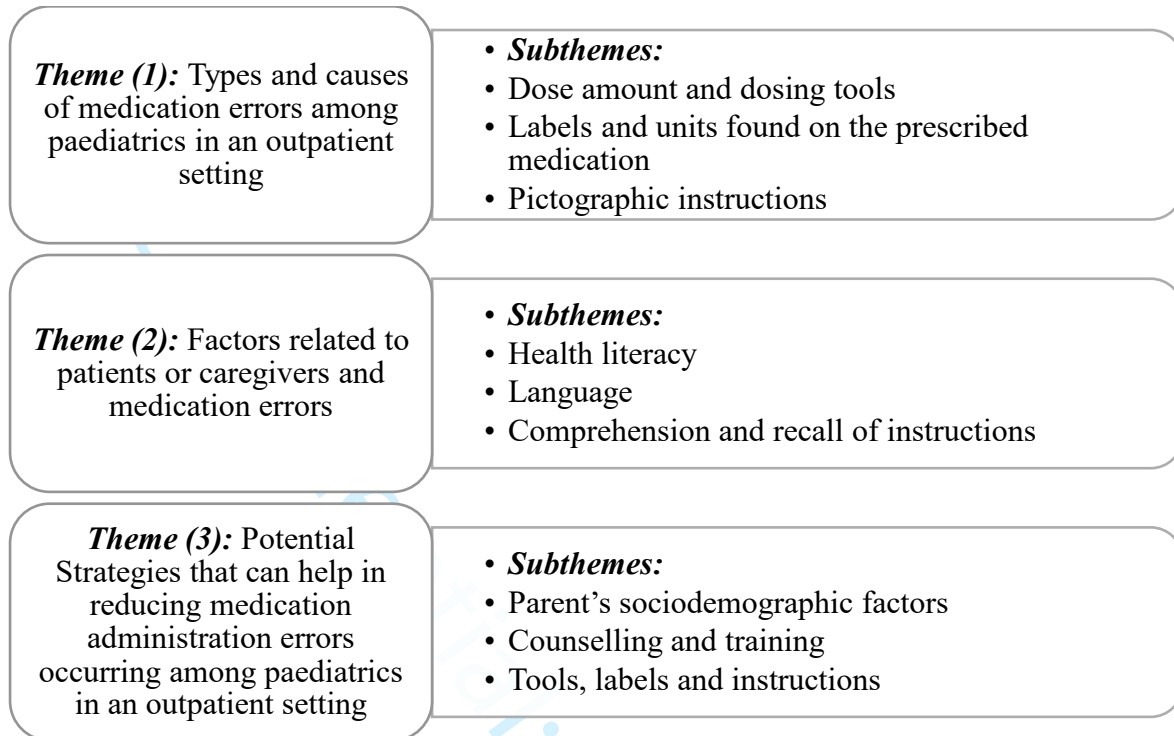 Theme (1): Types and causes
of medication errors among
paediatrics in an outpatient
setting
• Subthemes:
• Dose amount and dosing tools
• Labels and units found on the prescribed
medication
• Pictographic instructions
Theme (2): Factors related to
patients or caregivers and
medication errors
• Subthemes:
• Health literacy
• Language
• Comprehension and recall of instructions
Theme (3): Potential
Strategies that can help in
reducing medication
administration errors
occurring among paediatrics
in an outpatient setting
• Subthemes:
• Parent's sociodemographic factors
• Counselling and training
• Tools, labels and instructions